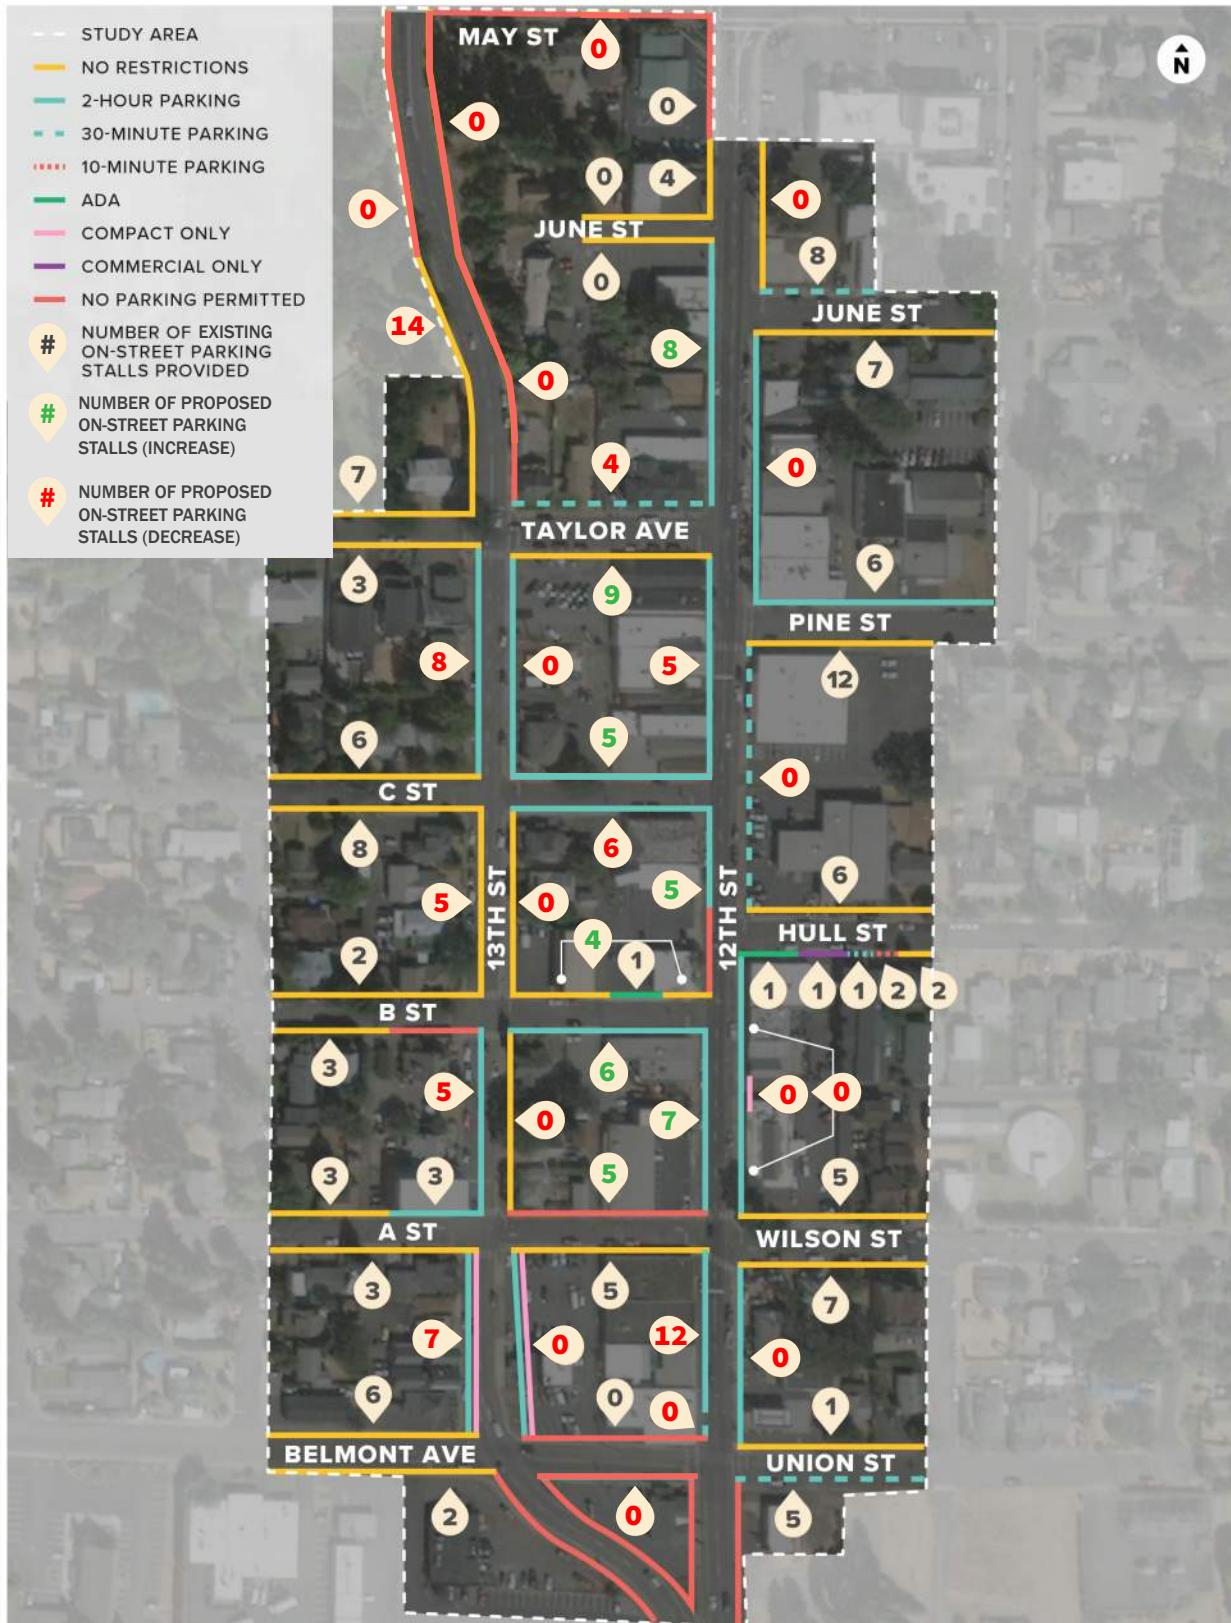 STUDY AREA
NO RESTRICTIONS
2-HOUR PARKING
30-MINUTE PARKING
10-MINUTE PARKING
ADA
COMPACT ONLY
COMMERCIAL ONLY
NO PARKING PERMITTED
# NUMBER OF EXISTING
ON-STREET PARKING
STALLS PROVIDED
# NUMBER OF PROPOSED
ON-STREET PARKING
STALLS (INCREASE)
# NUMBER OF PROPOSED
ON-STREET PARKING
STALLS (DECREASE)
N
MAY ST
0
0
0
0
4
0
0
8
JUNE ST
0
JUNE ST
14
8
7
0
4
0
7
TAYLOR AVE
6
3
9
PINE ST
8
0
5
12
6
5
0
C ST
8
6
6
5
0
5
13TH ST
12TH ST
2
4
1
HULL ST
1
1
1
2
2
B ST
3
6
5
0
7
0
0
3
3
5
5
A ST
WILSON ST
3
5
7
7
0
12
0
6
0
0
1
BELMONT AVE
UNION ST
2
0
5